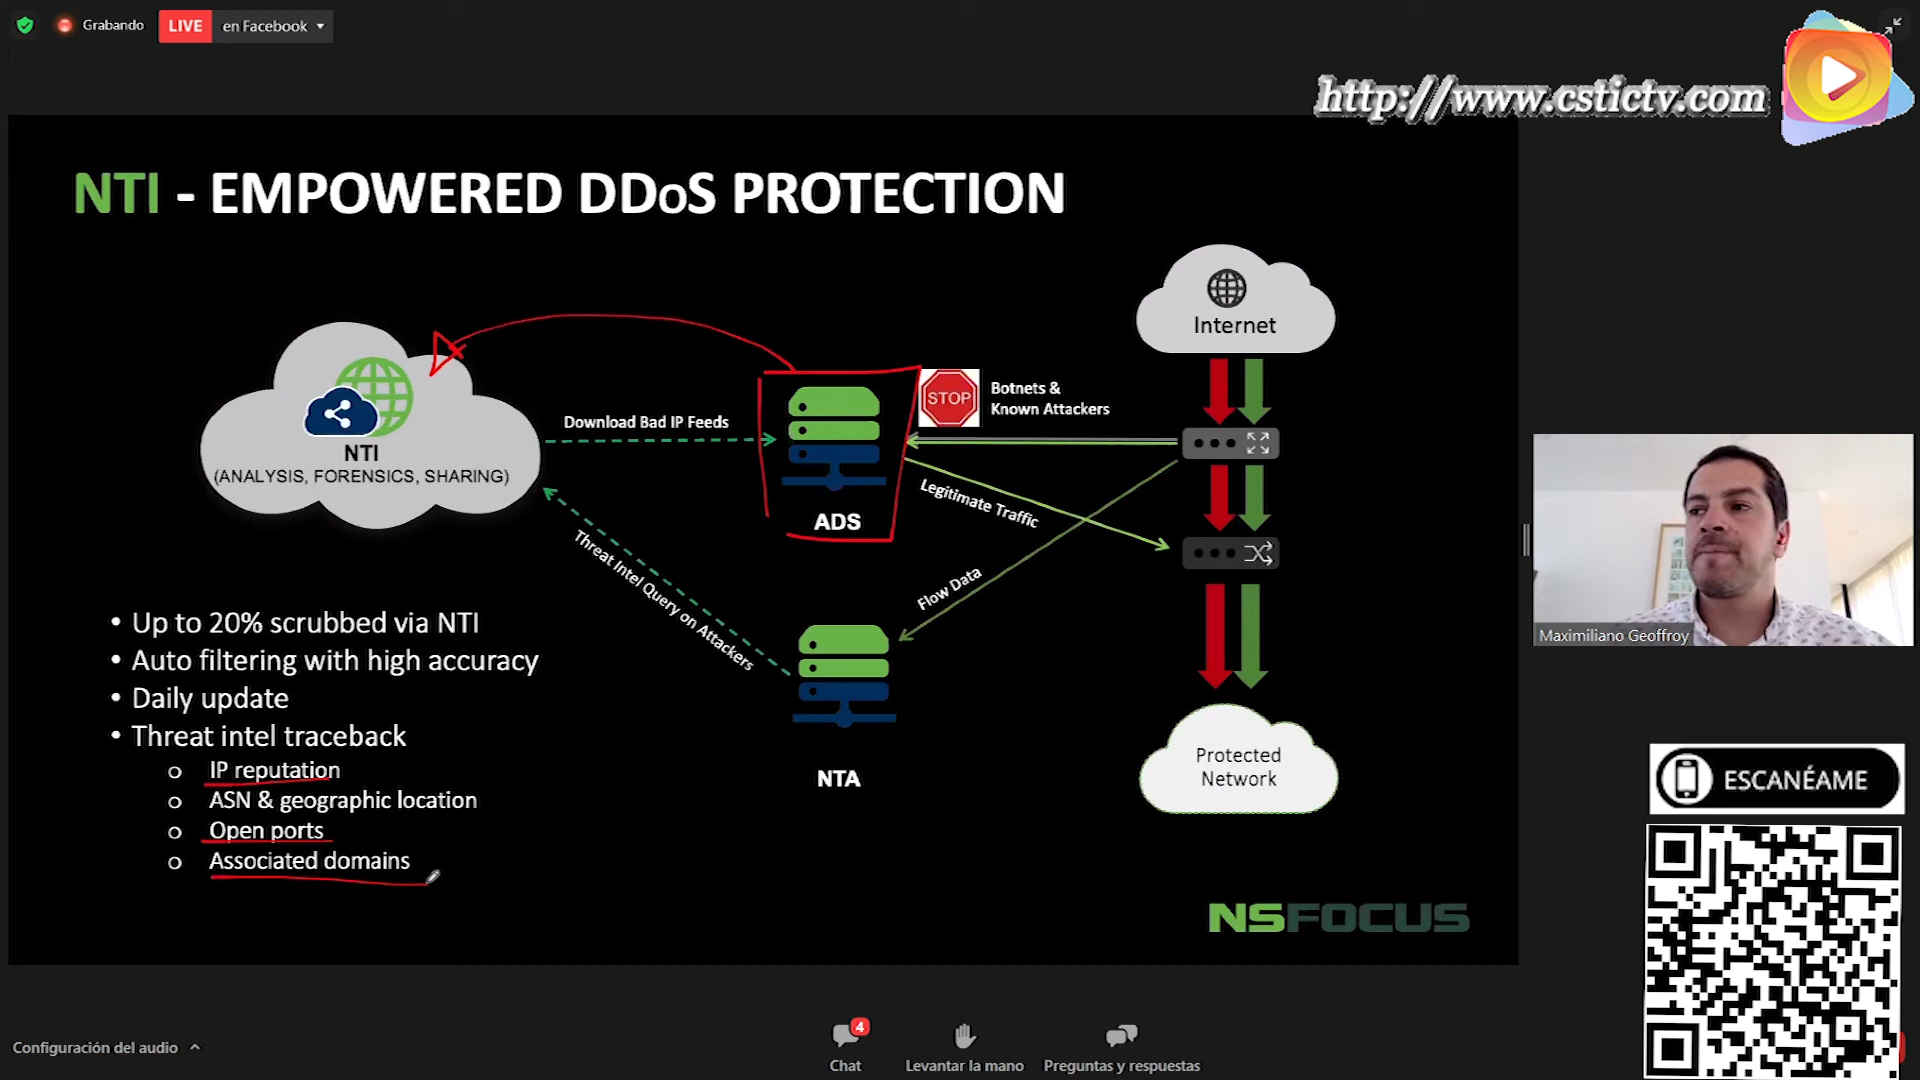 Grabando
LIVE en Facebook
http://www.cstictv.com
NTI - EMPOWERED DDoS PROTECTION
Internet
STOP
Botnets &
Known Attackers
Download Bad IP Feeds
NTI
(ANALYSIS, FORENSICS, SHARING)
ADS
Legitimate Traffic
Threat Intel Query on Attackers
Flow Data
• Up to 20% scrubbed via NTI
• Auto filtering with high accuracy
• Daily update
• Threat intel traceback
o IP reputation
o ASN & geographic location
o Open ports
o Associated domains
NTA
Protected
Network
NSFOCUS
Maximiliano Geoffroy
ESCANÉAME
Configuración del audio
4
Chat
Levantar la mano
Preguntas y respuestas